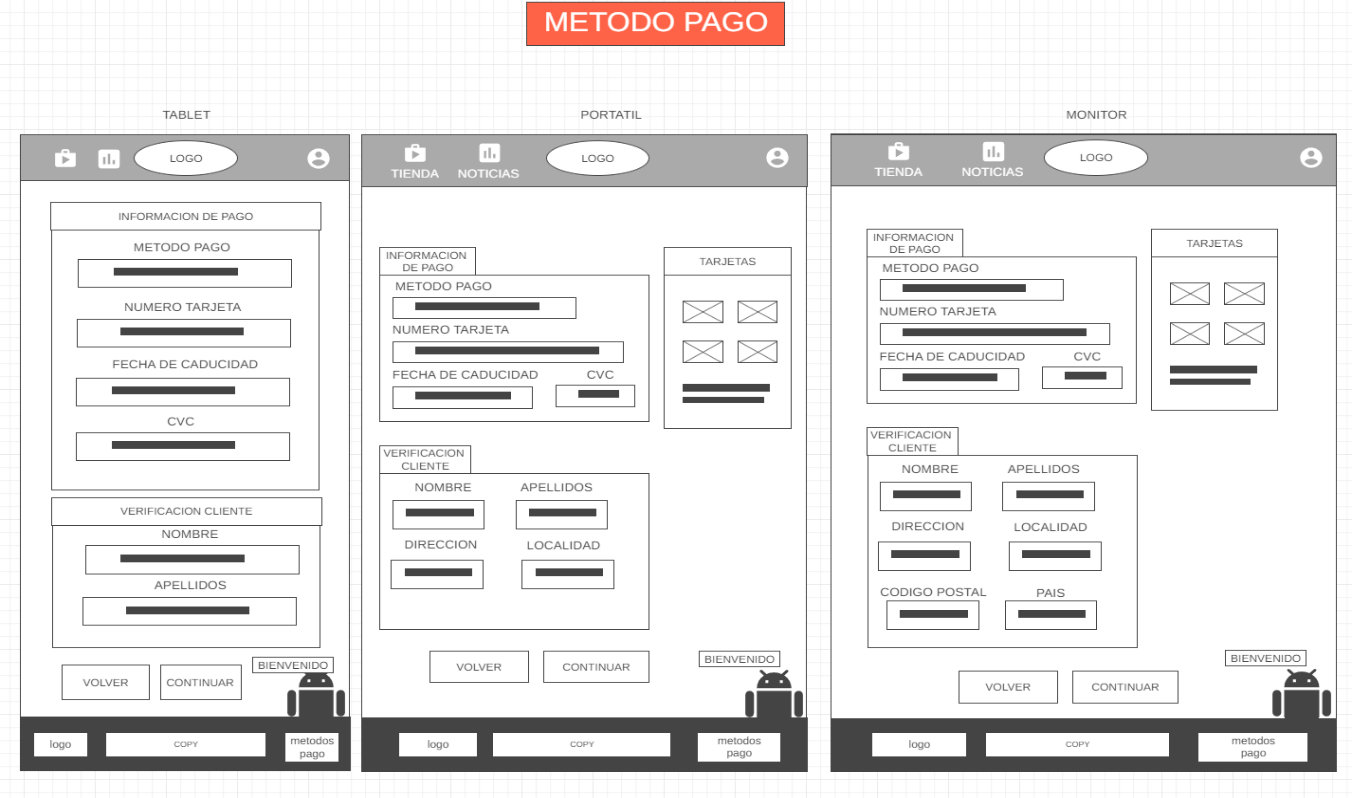 METODO PAGO
TABLET
LOGO
INFORMACION DE PAGO
METODO PAGO
NUMERO TARJETA
FECHA DE CADUCIDAD
CVC
VERIFICACION CLIENTE
NOMBRE
APELLIDOS
BIENVENIDO
VOLVER
CONTINUAR
logo
COPY
metodos
pago
PORTATIL
TIENDA
NOTICIAS
LOGO
INFORMACION
DE PAGO
METODO PAGO
NUMERO TARJETA
FECHA DE CADUCIDAD
CVC
TARJETAS
VERIFICACION
CLIENTE
NOMBRE
APELLIDOS
DIRECCION
LOCALIDAD
VOLVER
CONTINUAR
BIENVENIDO
logo
COPY
metodos
pago
MONITOR
TIENDA
NOTICIAS
LOGO
INFORMACION
DE PAGO
METODO PAGO
NUMERO TARJETA
FECHA DE CADUCIDAD
CVC
TARJETAS
VERIFICACION
CLIENTE
NOMBRE
APELLIDOS
DIRECCION
LOCALIDAD
CODIGO POSTAL
PAIS
VOLVER
CONTINUAR
BIENVENIDO
logo
COPY
metodos
pago